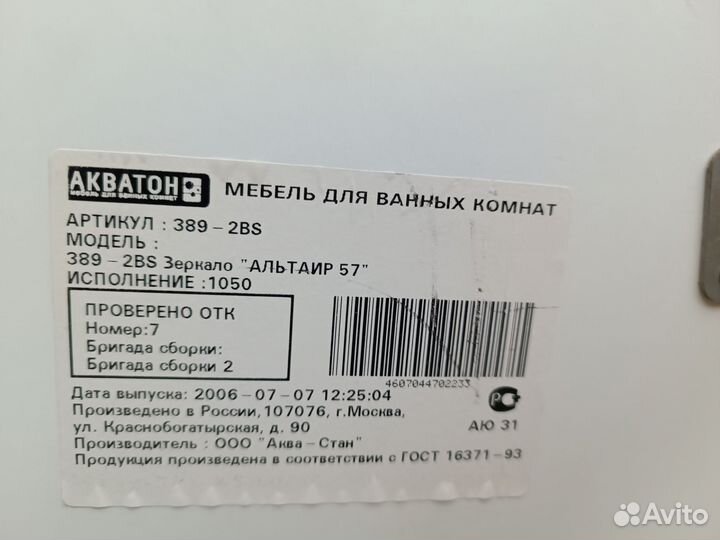 АКВАТОН
МЕБЕЛЬ ДЛЯ ВАННЫХ КОМНАТ
МЕБЕЛЬ ДЛЯ ВАННЫХ КОМНАТ
АРТИКУЛ : 389 – 2BS
МОДЕЛЬ :
389 – 2BS Зеркало "АЛЬТАИР 57"
ИСПОЛНЕНИЕ :1050
ПРОВЕРЕНО ОТК
Номер:7
Бригада сборки:
Бригада сборки 2
4607044702233
Дата выпуска: 2006–07–07 12:25:04
Произведено в России,107076, г.Москва,
ул. Краснобогатырская, д. 90
АЮ 31
Производитель : ООО "Аква–Стан"
Продукция произведена в соответствии с ГОСТ 16371–93
Avito